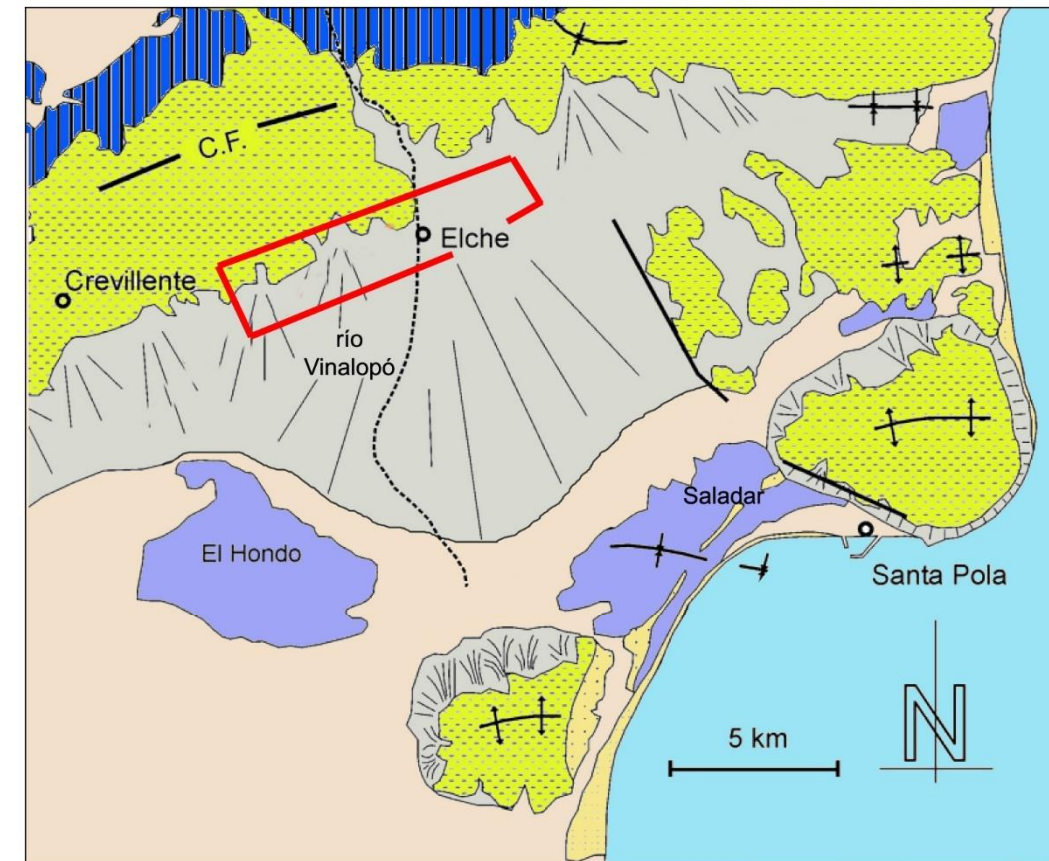 C.F.
Elche
Crevillente
río
Vinalopó
Saladar
El Hondo
Santa Pola
5 km
N